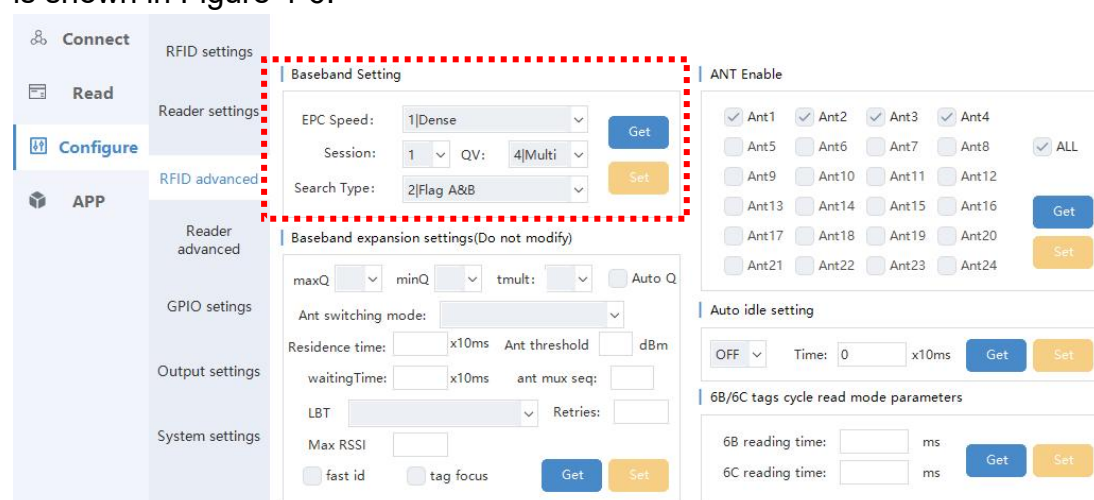 Connect
Read
Configure
APP
RFID settings
Reader settings
RFID advanced
Reader
advanced
GPIO setings
Output settings
System settings
Baseband Setting
EPC Speed: 1|Dense
Session: 1 QV: 4|Multi
Search Type: 2|Flag A&B
Get
Set
Baseband expansion settings(Do not modify)
maxQ minQ tmult: Auto Q
Ant switching mode:
Residence time: x10ms Ant threshold dBm
waitingTime: x10ms ant mux seq:
LBT Retries:
Max RSSI
fast id tag focus Get Set
ANT Enable
Ant1 Ant2 Ant3 Ant4
Ant5 Ant6 Ant7 Ant8 ALL
Ant9 Ant10 Ant11 Ant12
Ant13 Ant14 Ant15 Ant16
Ant17 Ant18 Ant19 Ant20
Ant21 Ant22 Ant23 Ant24
Get
Set
Auto idle setting
OFF Time: 0 x10ms Get Set
6B/6C tags cycle read mode parameters
6B reading time: ms
6C reading time: ms
Get Set